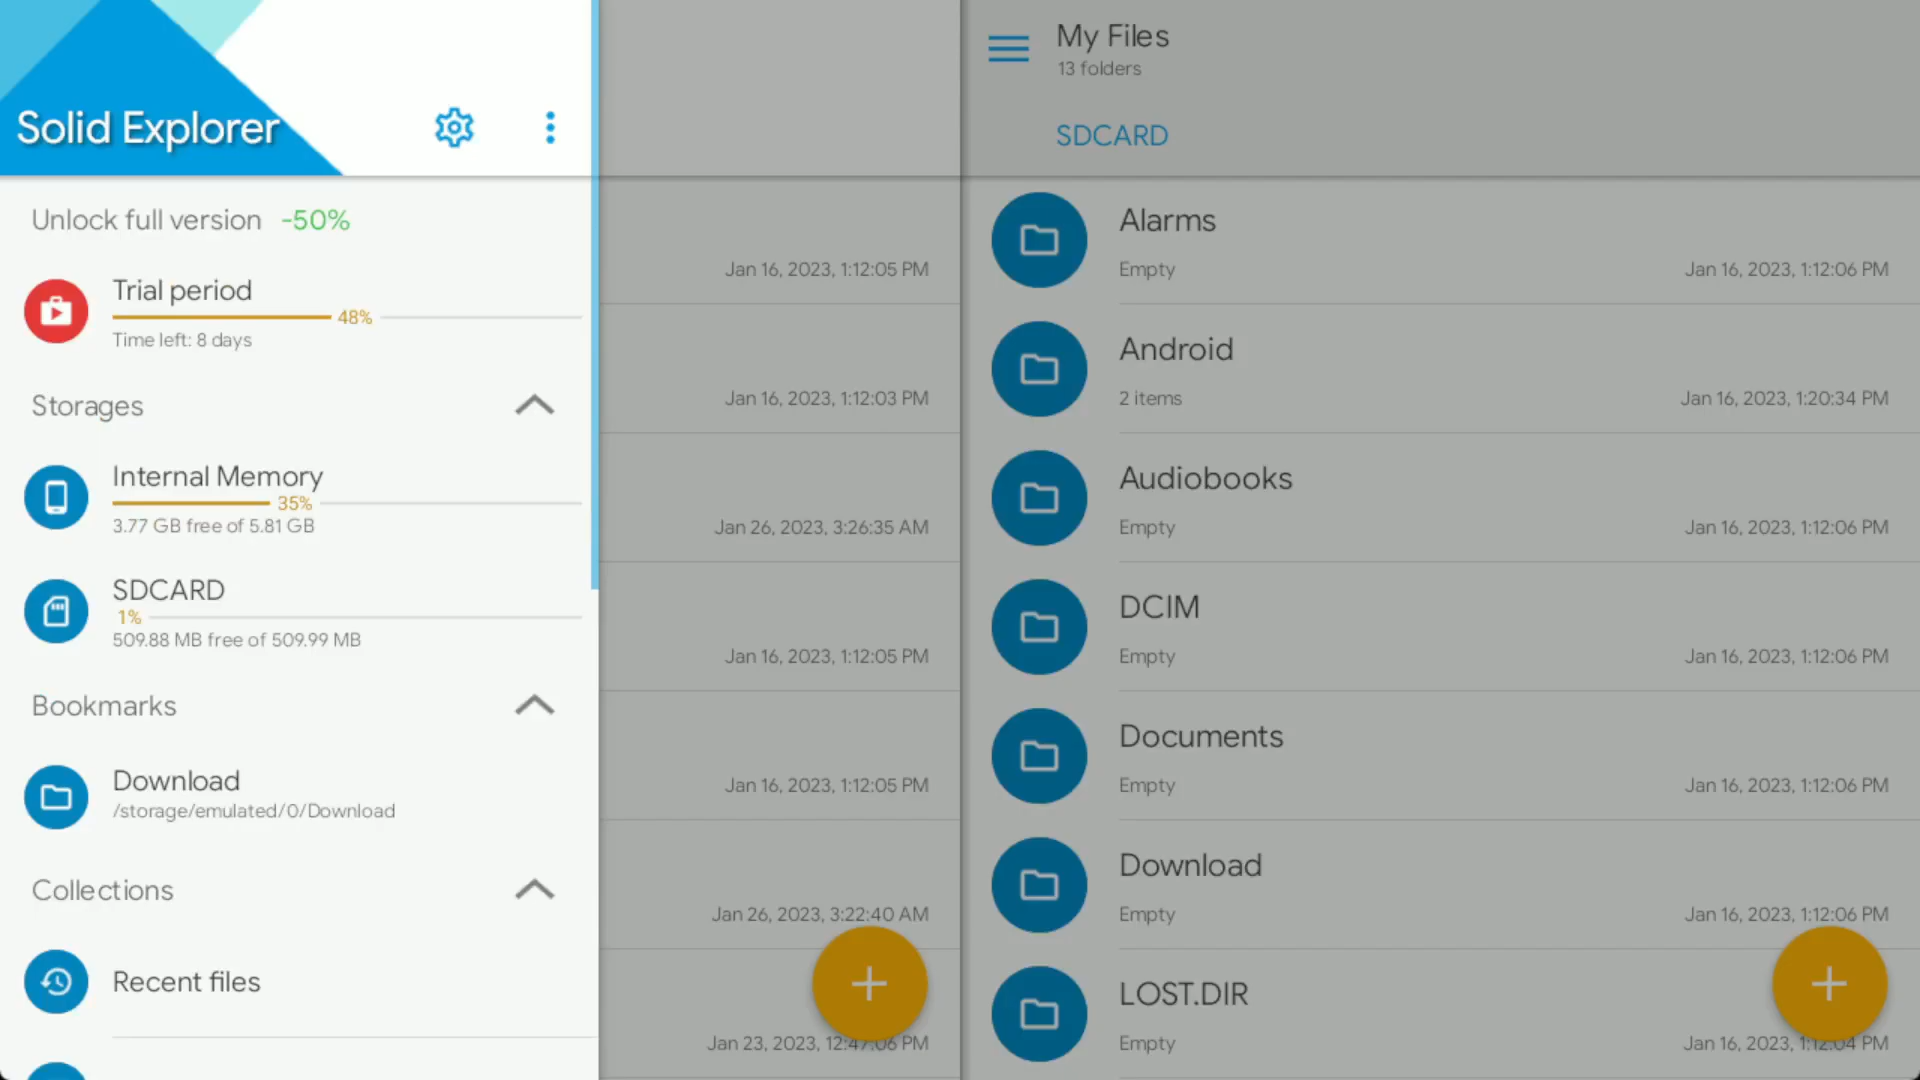 Solid Explorer
Unlock full version -50%
Trial period
48%
Time left: 8 days
Storages
Internal Memory
35%
3.77 GB free of 5.81 GB
SDCARD
1%
509.88 MB free of 509.99 MB
Bookmarks
Download
/storage/emulated/0/Download
Collections
Recent files
Jan 16, 2023, 1:12:05 PM
Jan 16, 2023, 1:12:03 PM
Jan 26, 2023, 3:26:35 AM
Jan 16, 2023, 1:12:05 PM
Jan 16, 2023, 1:12:05 PM
Jan 26, 2023, 3:22:40 AM
Jan 23, 2023, 12:47:06 PM
My Files
13 folders
SDCARD
Alarms
Empty Jan 16, 2023, 1:12:06 PM
Android
2 items Jan 16, 2023, 1:20:34 PM
Audiobooks
Empty Jan 16, 2023, 1:12:06 PM
DCIM
Empty Jan 16, 2023, 1:12:06 PM
Documents
Empty Jan 16, 2023, 1:12:06 PM
Download
Empty Jan 16, 2023, 1:12:06 PM
LOST.DIR
Empty Jan 16, 2023, 1:12:04 PM